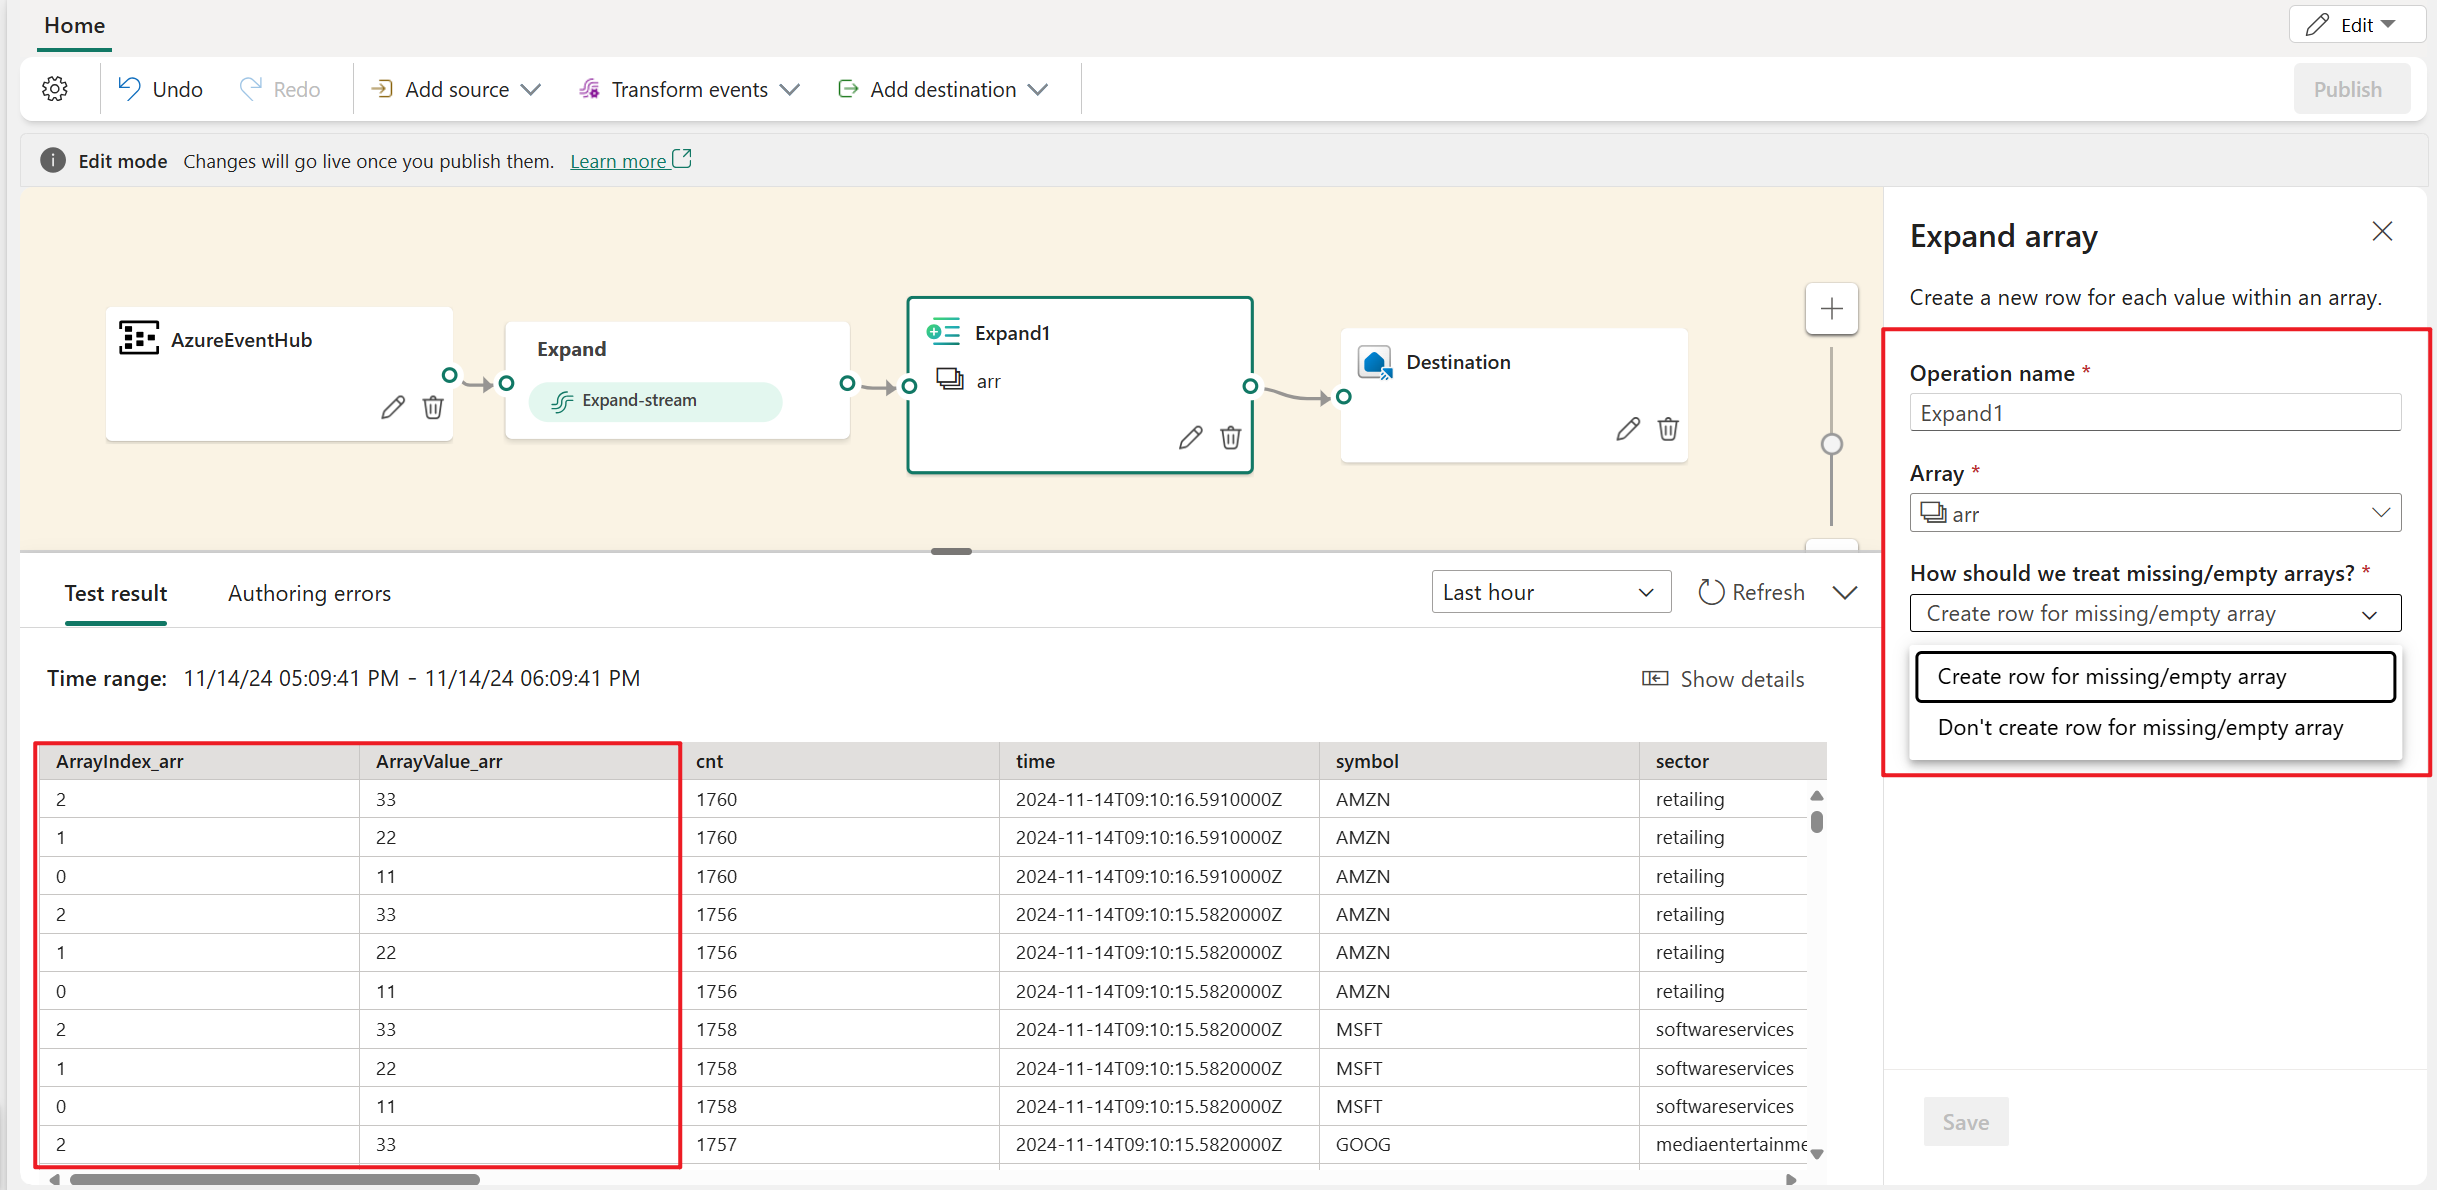 Home
Edit
Undo Redo Add source Transform events Add destination Publish
Edit mode Changes will go live once you publish them. Learn more
AzureEventHub
Expand
Expand-stream
Expand1
arr
Destination
Expand array
Create a new row for each value within an array.
Operation name *
Expand1
Array *
arr
How should we treat missing/empty arrays? *
Create row for missing/empty array
Create row for missing/empty array
Don't create row for missing/empty array
Save
Test result Authoring errors Last hour Refresh
Time range: 11/14/24 05:09:41 PM - 11/14/24 06:09:41 PM Show details
ArrayIndex_arr ArrayValue_arr cnt time symbol sector
2 33 1760 2024-11-14T09:10:16.5910000Z AMZN retailing
1 22 1760 2024-11-14T09:10:16.5910000Z AMZN retailing
0 11 1760 2024-11-14T09:10:16.5910000Z AMZN retailing
2 33 1756 2024-11-14T09:10:15.5820000Z AMZN retailing
1 22 1756 2024-11-14T09:10:15.5820000Z AMZN retailing
0 11 1756 2024-11-14T09:10:15.5820000Z AMZN retailing
2 33 1758 2024-11-14T09:10:15.5820000Z MSFT softwareservices
1 22 1758 2024-11-14T09:10:15.5820000Z MSFT softwareservices
0 11 1758 2024-11-14T09:10:15.5820000Z MSFT softwareservices
2 33 1757 2024-11-14T09:10:15.5820000Z GOOG mediaentertainme